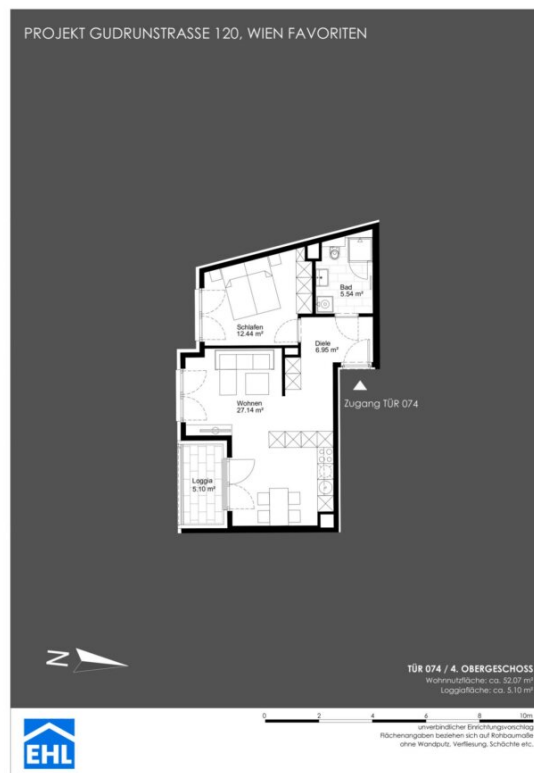 PROJEKT GUDRUNSTRASSE 120, WIEN FAVORITEN
Bad
5.54 m²
Schlafen
12.44 m²
Diele
6.95 m²
Wohnen
27.14 m²
Zugang TÜR 074
Loggia
5.10 m²
N
TÜR 074 / 4. OBERGESCHOSS
Wohnnutzfläche: ca. 52.07 m²
Loggiafläche: ca. 5.10 m²
0 2 4 6 8 10m
unverbindlicher Einrichtungsvorschlag
Flächenangaben beziehen sich auf Rohbaumaße
ohne Wandputz, Verfliesung, Schächte etc.
EHL